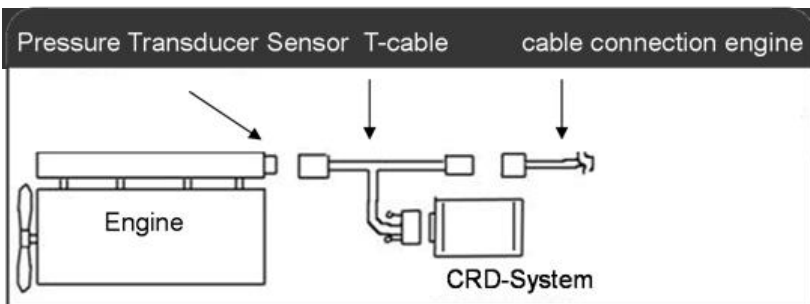 Pressure Transducer Sensor T-cable cable connection engine
Engine
CRD-System